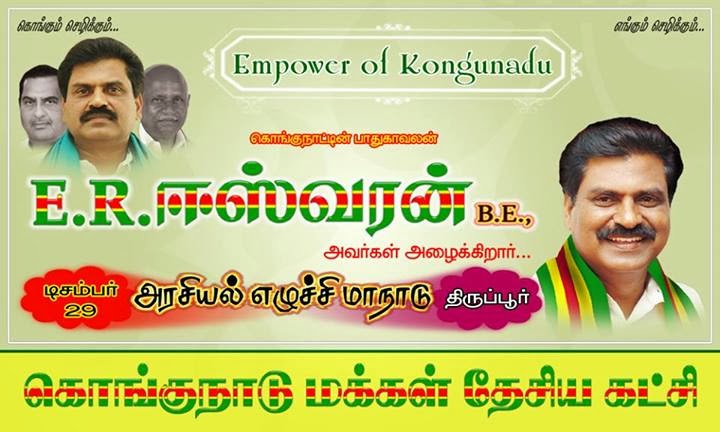 கொங்கும் செழிக்கும்...
எங்கும் செழிக்கும்...
Empower of Kongunadu
கொங்குநாட்டின் பாதுகாவலன்
E.R.ஈஸ்வரன் B.E.,
அவர்கள் அழைக்கிறார்...
டிசம்பர் 29 அரசியல் எழுச்சி மாநாடு திருப்பூர்
கொங்குநாடு மக்கள் தேசிய கட்சி